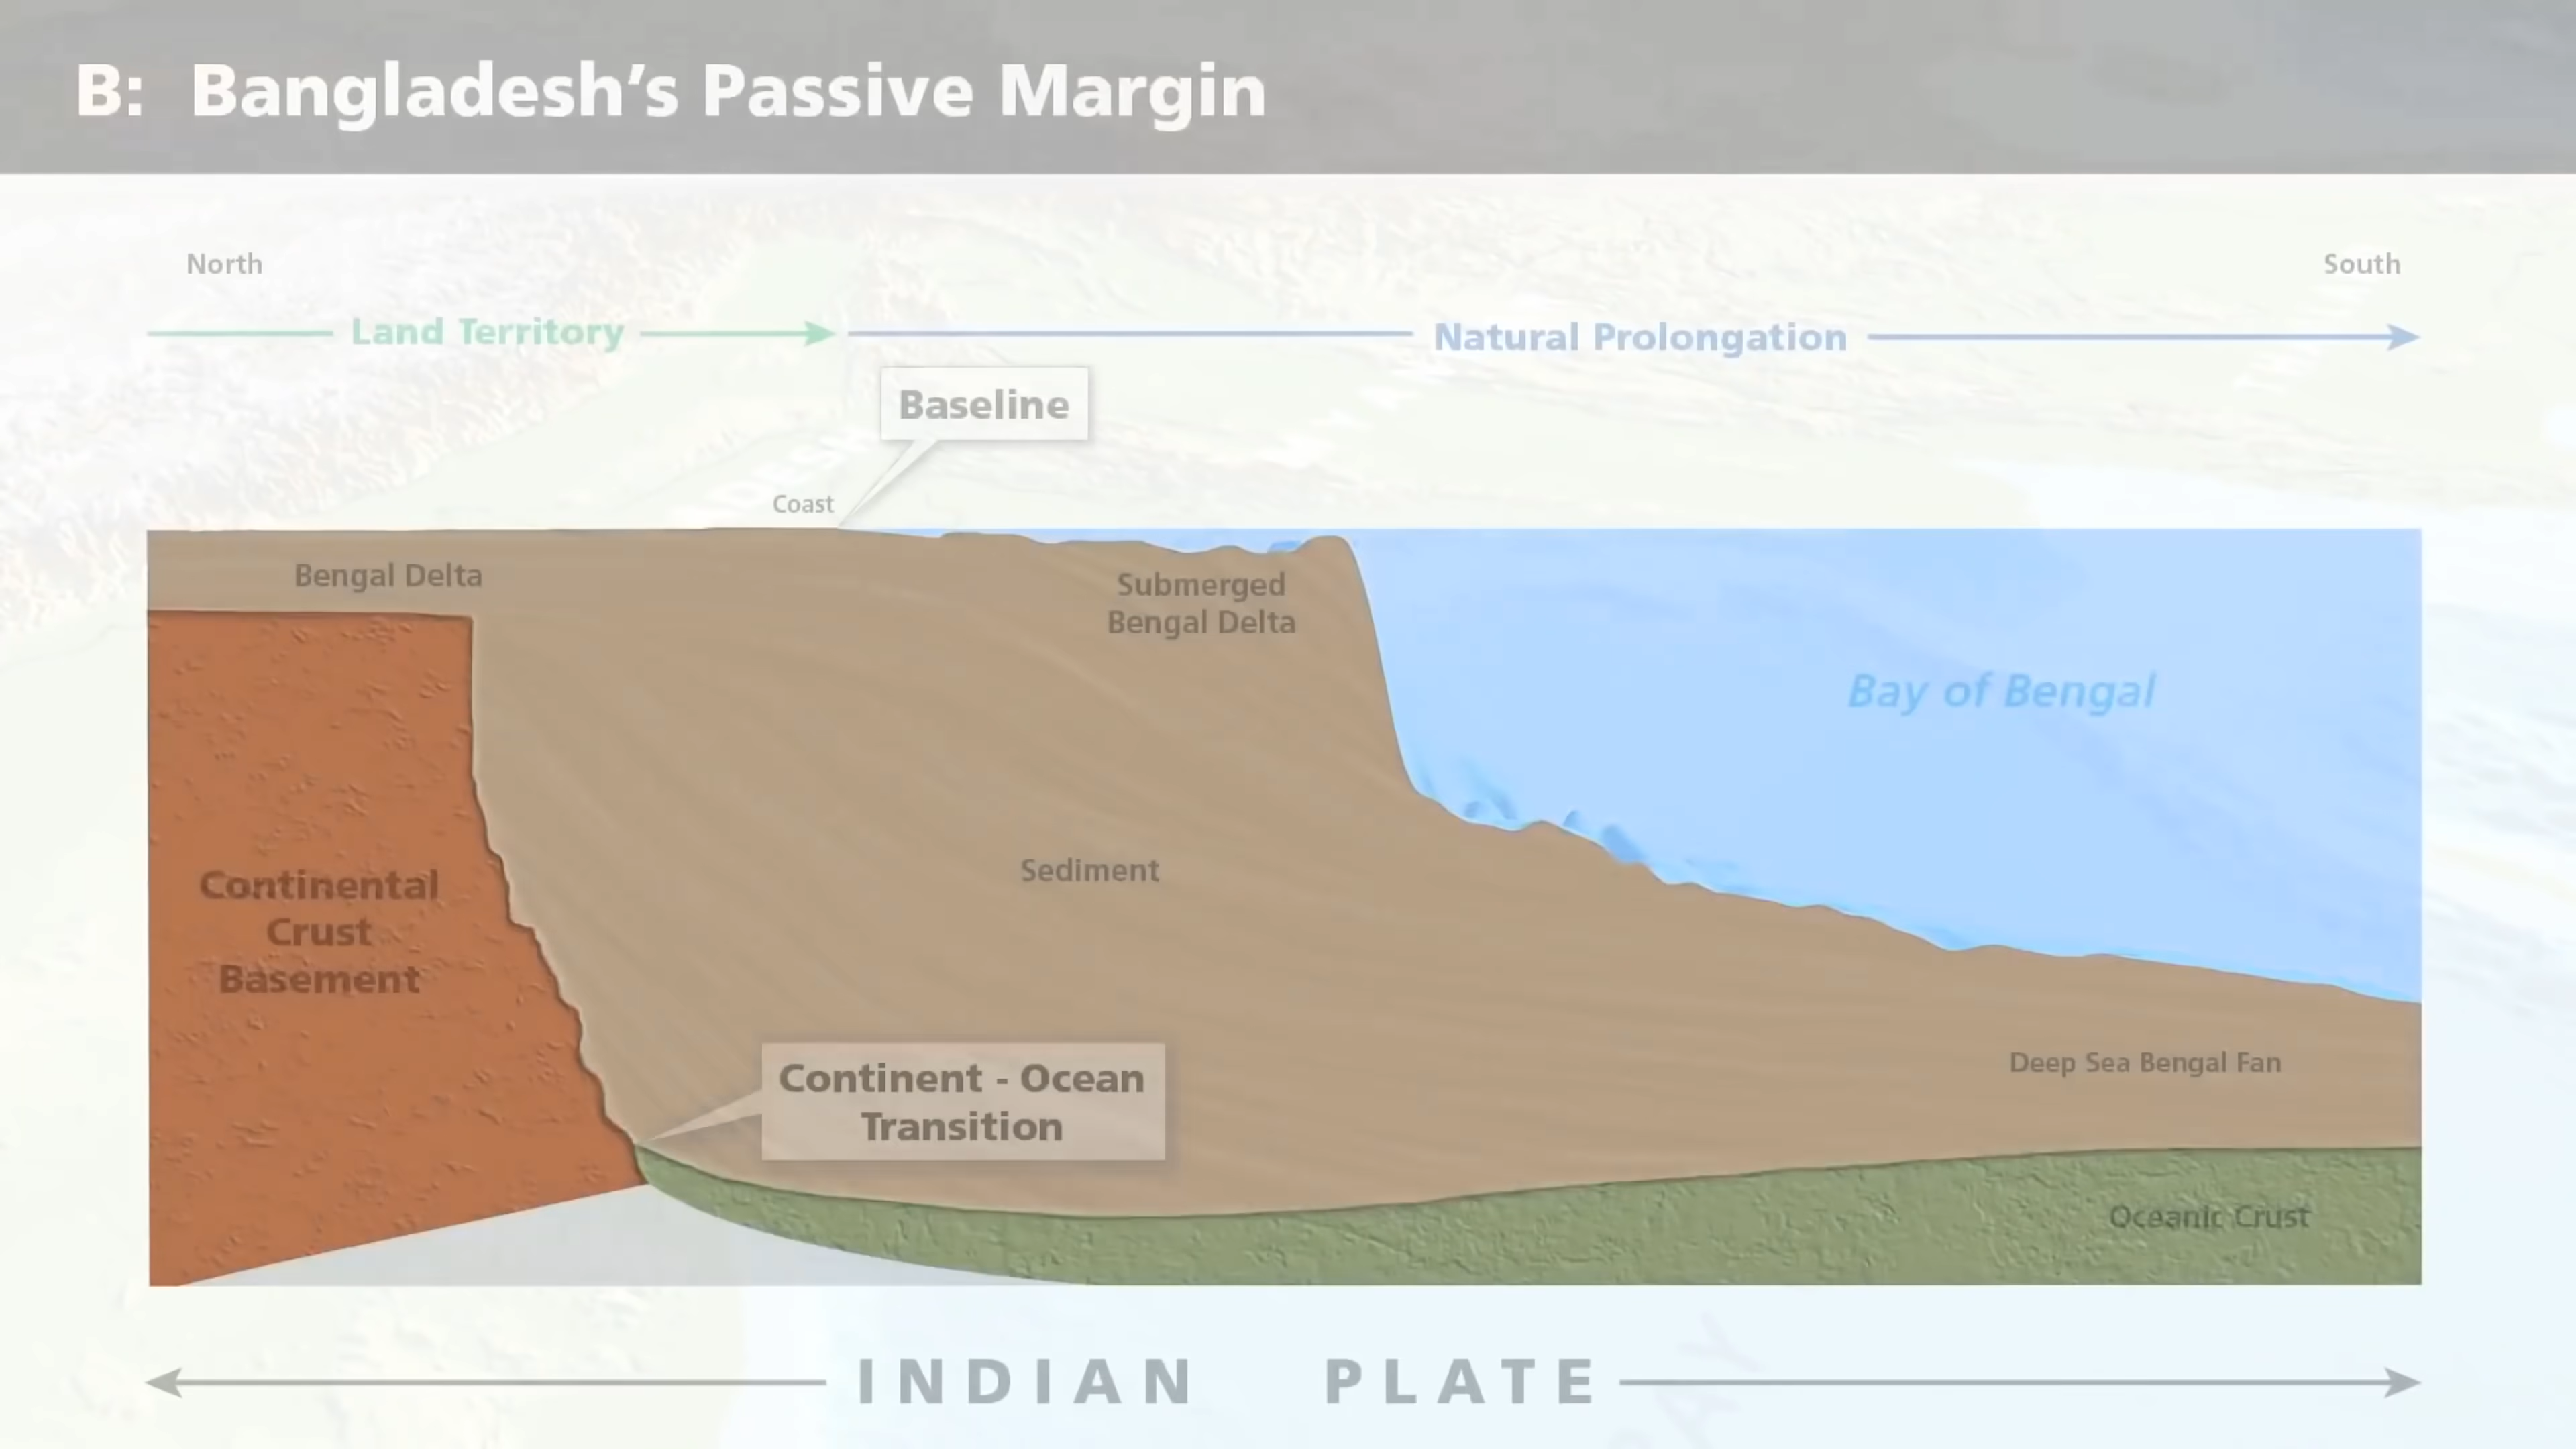 B: Bangladesh’s Passive Margin
North
South
Land Territory
Natural Prolongation
Baseline
Coast
Bengal Delta
Submerged
Bengal Delta
Bay of Bengal
Continental
Crust
Basement
Sediment
Continent - Ocean
Transition
Deep Sea Bengal Fan
Oceanic Crust
INDIAN PLATE